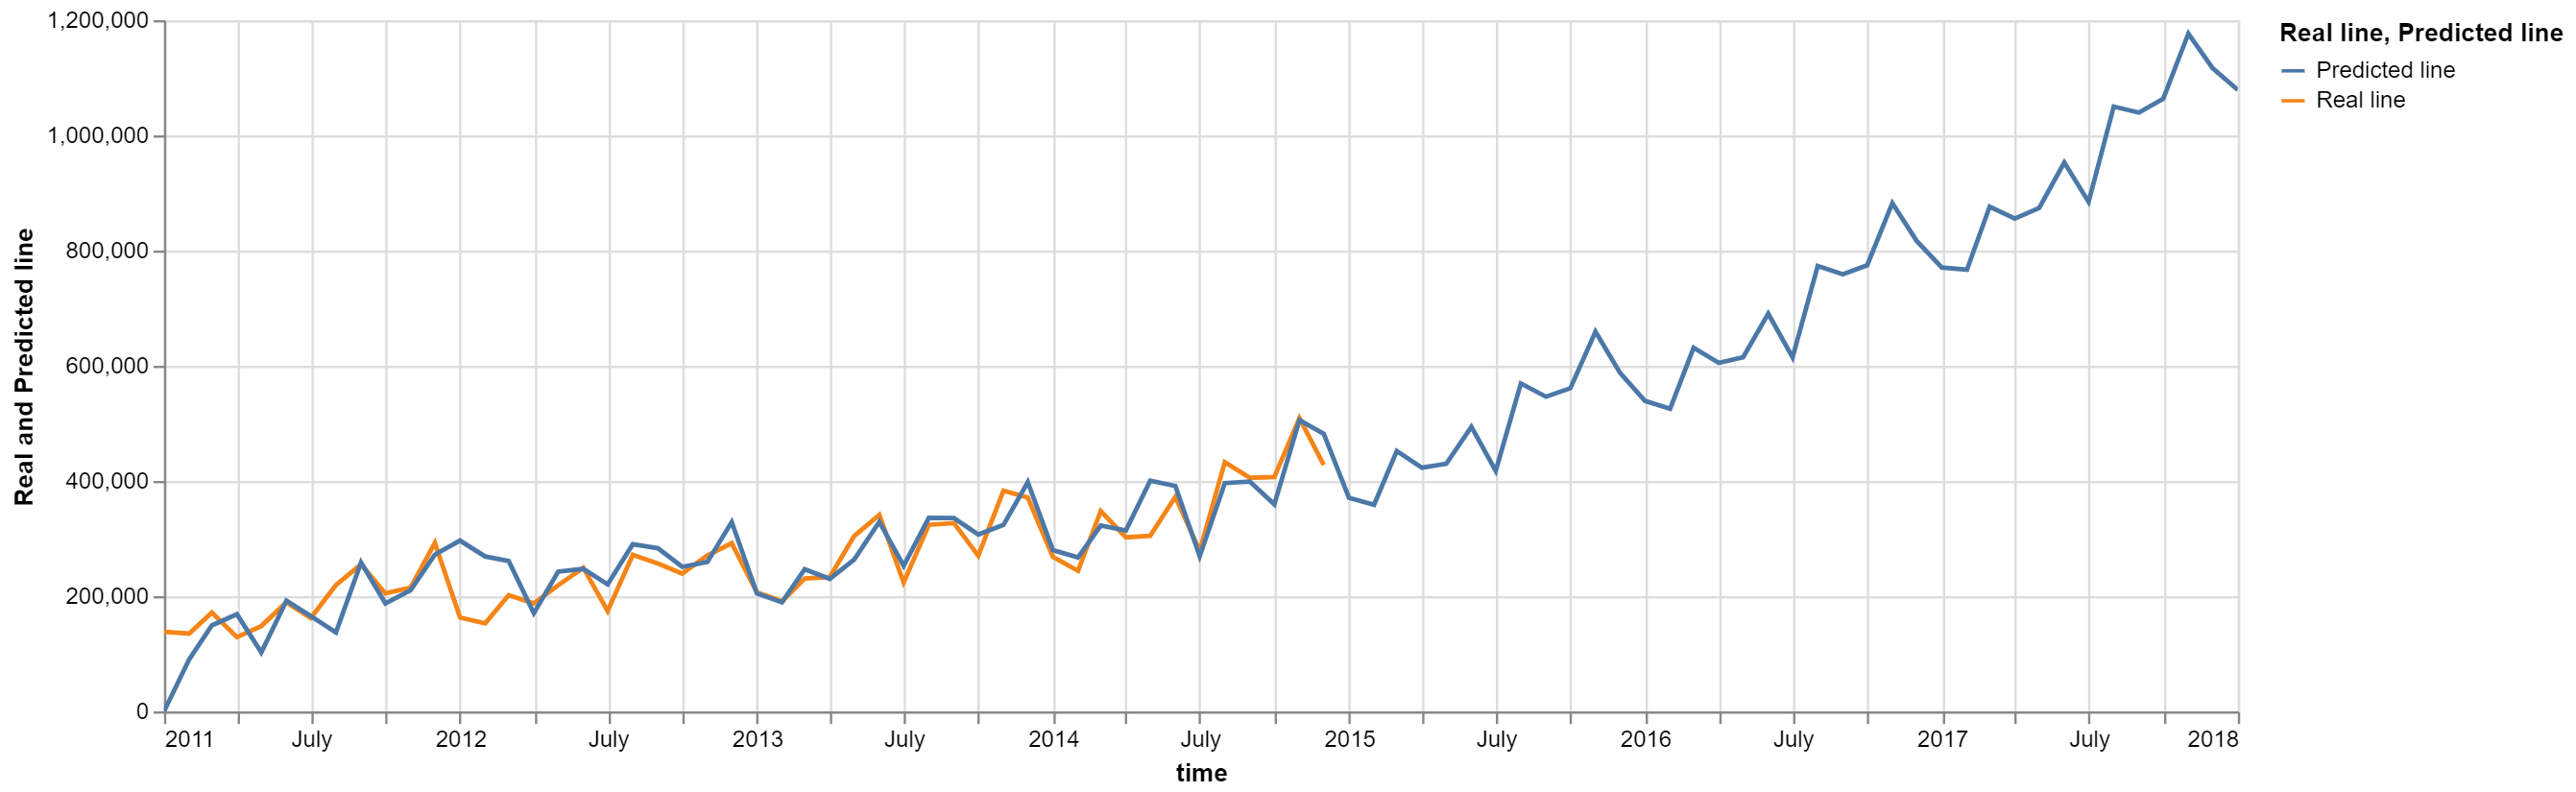 Real and Predicted line
1,200,000
1,000,000
800,000
600,000
400,000
200,000
0
2011 July 2012 July 2013 July 2014 July 2015 July 2016 July 2017 July 2018
time
Real line, Predicted line
Predicted line
Real line